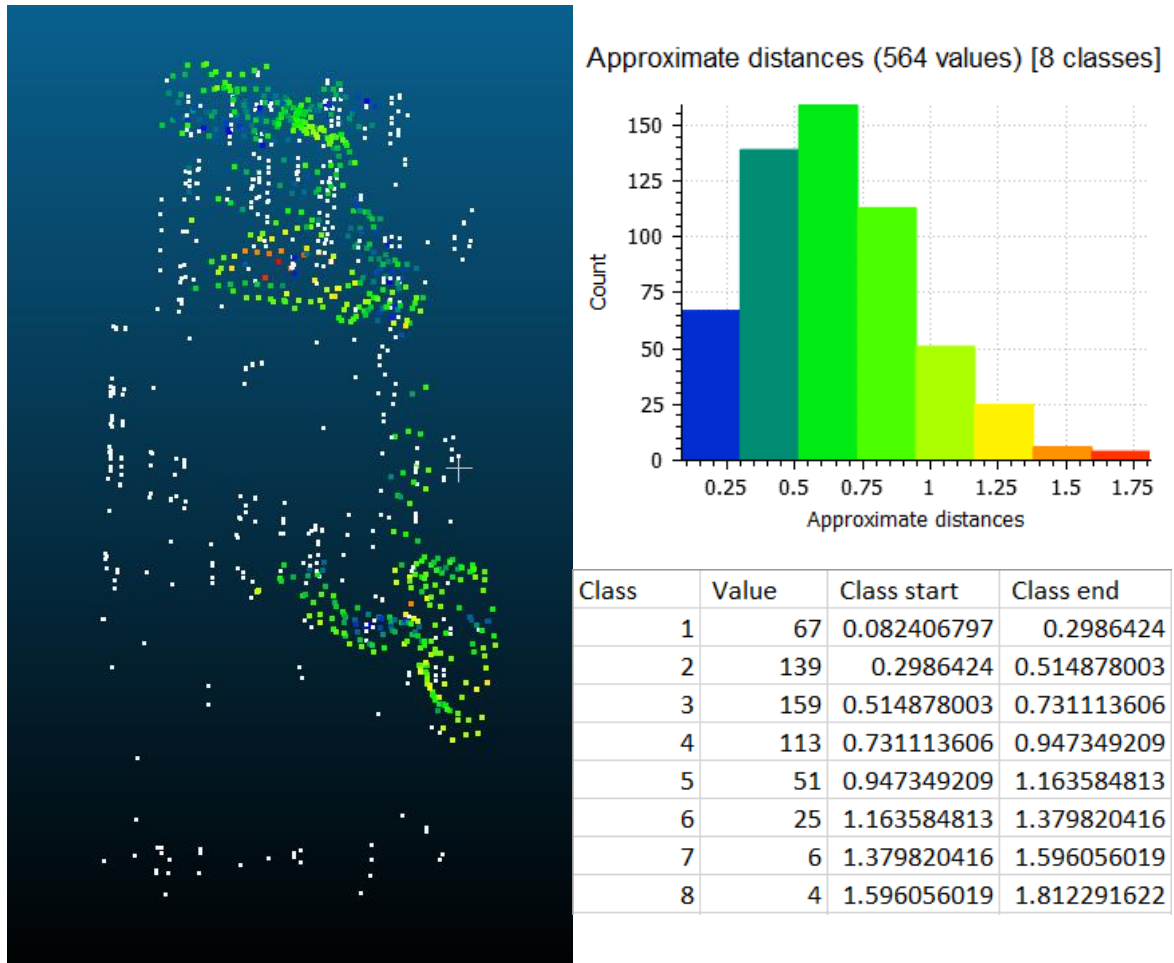 Approximate distances (564 values) [8 classes]
150
125
100
75
50
25
0
Count
0.25 0.5 0.75 1 1.25 1.5 1.75
Approximate distances
Class Value Class start Class end
1 67 0.082406797 0.2986424
2 139 0.2986424 0.514878003
3 159 0.514878003 0.731113606
4 113 0.731113606 0.947349209
5 51 0.947349209 1.163584813
6 25 1.163584813 1.379820416
7 6 1.379820416 1.596056019
8 4 1.596056019 1.812291622